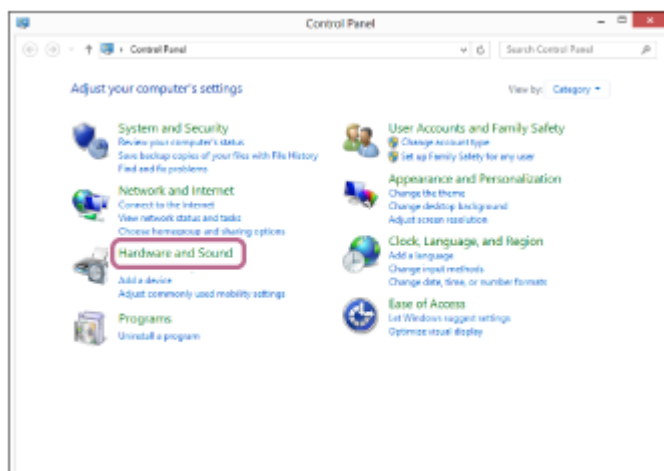 Control Panel
Control Panel
Search Control Panel
Adjust your computer's settings
View by: Category
System and Security
Review your computer's status
Save backup copies of your files with File History
Find and fix problems
Network and Internet
Connect to the Internet
View network status and tasks
Choose homegroup and sharing options
Hardware and Sound
Add a device
Adjust commonly used mobility settings
Programs
Uninstall a program
User Accounts and Family Safety
Change account type
Set up Family Safety for any user
Appearance and Personalization
Change the theme
Change desktop background
Adjust screen resolution
Clock, Language, and Region
Add a language
Change input methods
Change date, time, or number formats
Ease of Access
Let Windows suggest settings
Optimize visual display